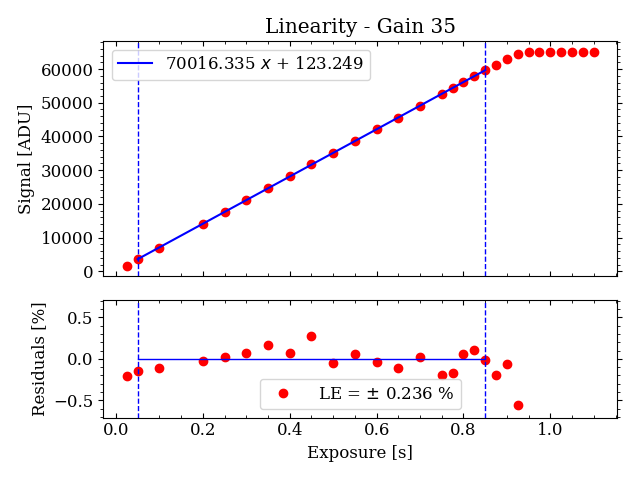 Linearity - Gain 35
70016.335 x + 123.249
Signal [ADU]
60000
50000
40000
30000
20000
10000
0
Residuals [%]
0.5
0.0
−0.5
LE = ± 0.236 %
0.0 0.2 0.4 0.6 0.8 1.0
Exposure [s]